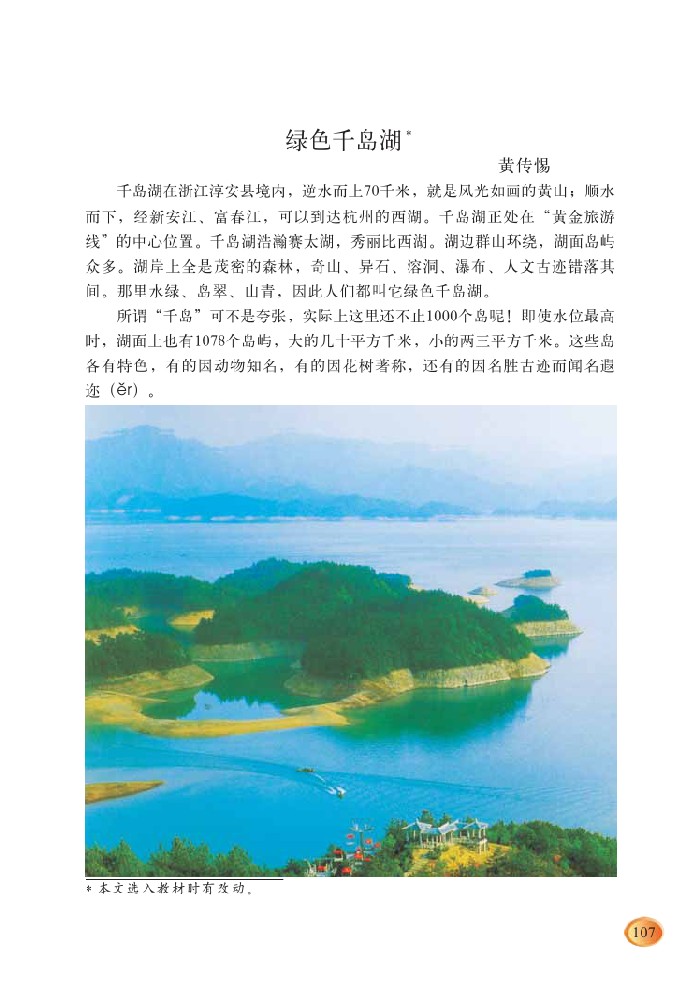 绿色千岛湖*
黄传惕
千岛湖在浙江淳安县境内，逆水而上70千米，就是风光如画的黄山；顺水
而下，经新安江、富春江，可以到达杭州的西湖。千岛湖正处在“黄金旅游
线”的中心位置。千岛湖浩瀚赛太湖，秀丽比西湖。湖边群山环绕，湖面岛屿
众多。湖岸上全是茂密的森林，奇山、异石、溶洞、瀑布、人文古迹错落其
间。那里水绿、岛翠、山青，因此人们都叫它绿色千岛湖。
所谓“千岛”可不是夸张，实际上这里还不止1000个岛呢！即使水位最高
时，湖面上也有1078个岛屿，大的几十平方千米，小的两三平方千米。这些岛
各有特色，有的因动物知名，有的因花树著称，还有的因名胜古迹而闻名遐
迩（ěr）。
* 本文选入教材时有改动。
107